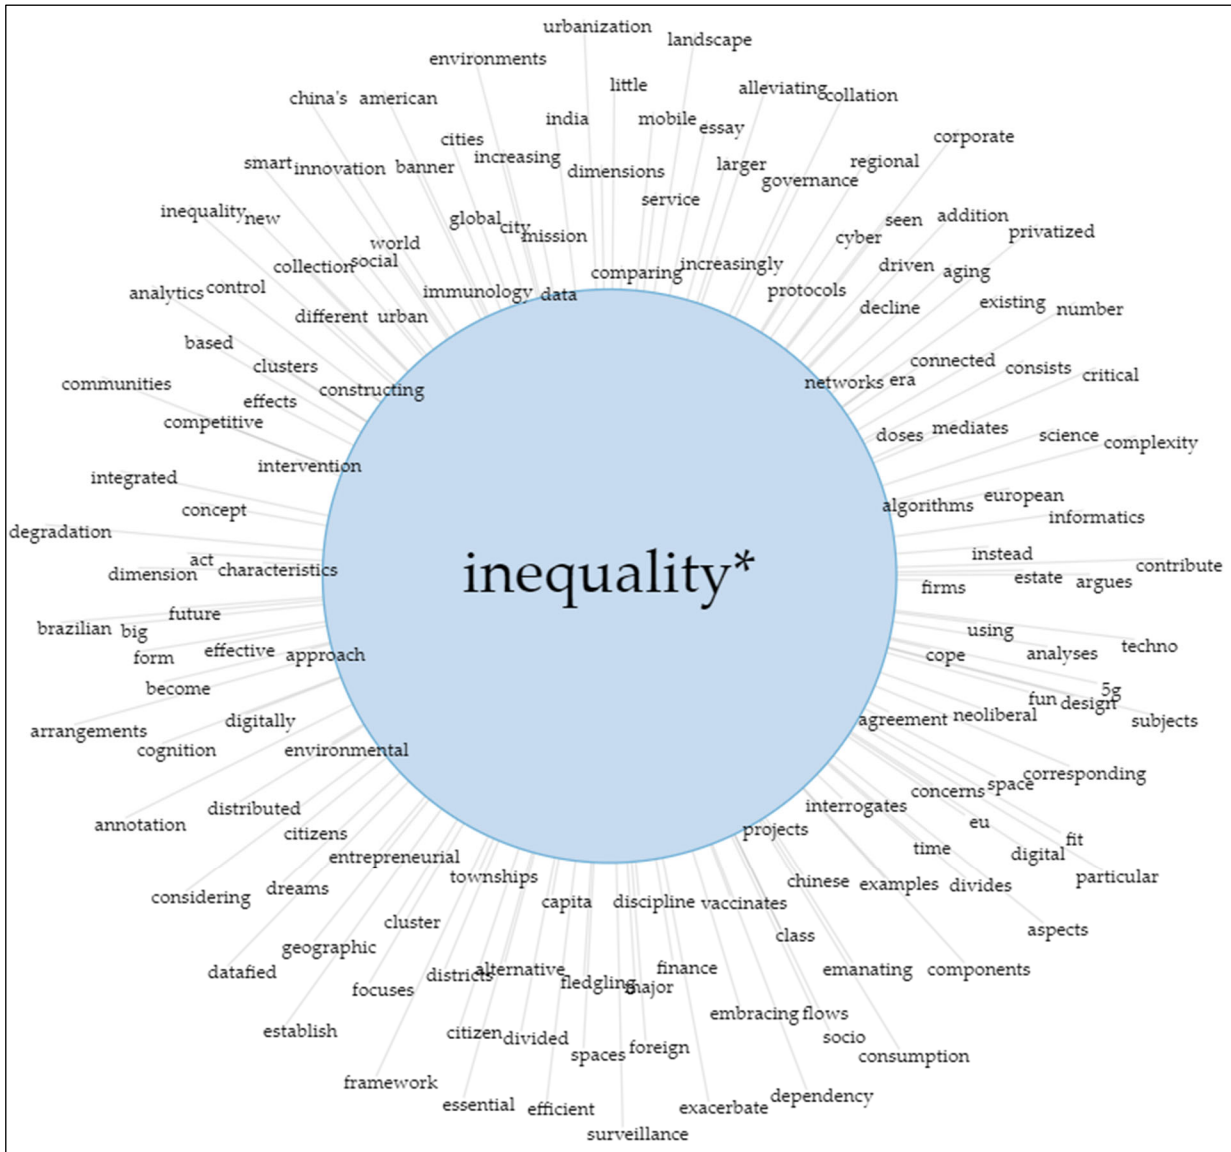 urbanization
landscape
environments
little
alleviating
collation
china's
american
india
mobile
essay
corporate
cities
increasing
smart
innovation
banner
dimensions
larger
governance
regional
service
inequality
new
global
city
mission
seen
addition
privatized
world
cyber
collection
social
comparing
increasingly
driven
aging
analytics
control
immunology
data
protocols
decline
existing
number
different
urban
based
clusters
constructing
connected
consists
critical
networks
era
communities
effects
competitive
doses
mediates
science
complexity
intervention
integrated
concept
algorithms
european
informatics
degradation
act
dimension
characteristics
inequality*
instead
contribute
firms
estate
argues
future
brazilian
big
form
effective
approach
using
cope
analyses
techno
become
5g
fun
design
subjects
arrangements
cognition
digitally
environmental
agreement
neoliberal
corresponding
concerns
space
annotation
distributed
citizens
interrogates
projects
eu
fit
time
digital
entrepreneurial
considering
dreams
townships
chinese
examples
divides
particular
capita
discipline
vaccinates
cluster
class
aspects
geographic
datafied
focuses
districts
alternative
fledgling
major
finance
emanating
components
establish
citizen
divided
spaces
foreign
embracing
flows
socio
consumption
framework
essential
efficient
exacerbate
dependency
surveillance